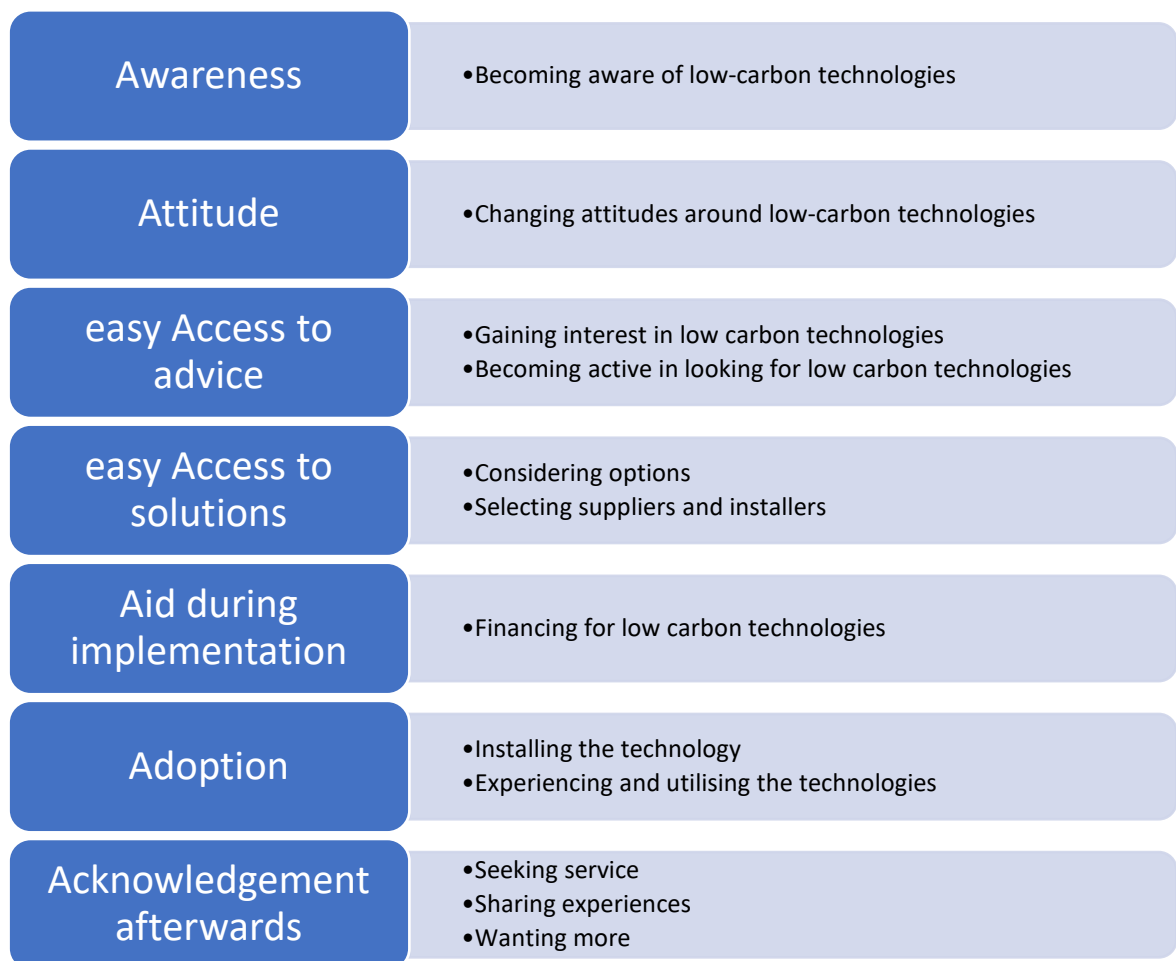 Awareness
•Becoming aware of low-carbon technologies
Attitude
•Changing attitudes around low-carbon technologies
easy Access to
advice
•Gaining interest in low carbon technologies
•Becoming active in looking for low carbon technologies
easy Access to
solutions
•Considering options
•Selecting suppliers and installers
Aid during
implementation
•Financing for low carbon technologies
Adoption
•Installing the technology
•Experiencing and utilising the technologies
Acknowledgement
afterwards
•Seeking service
•Sharing experiences
•Wanting more